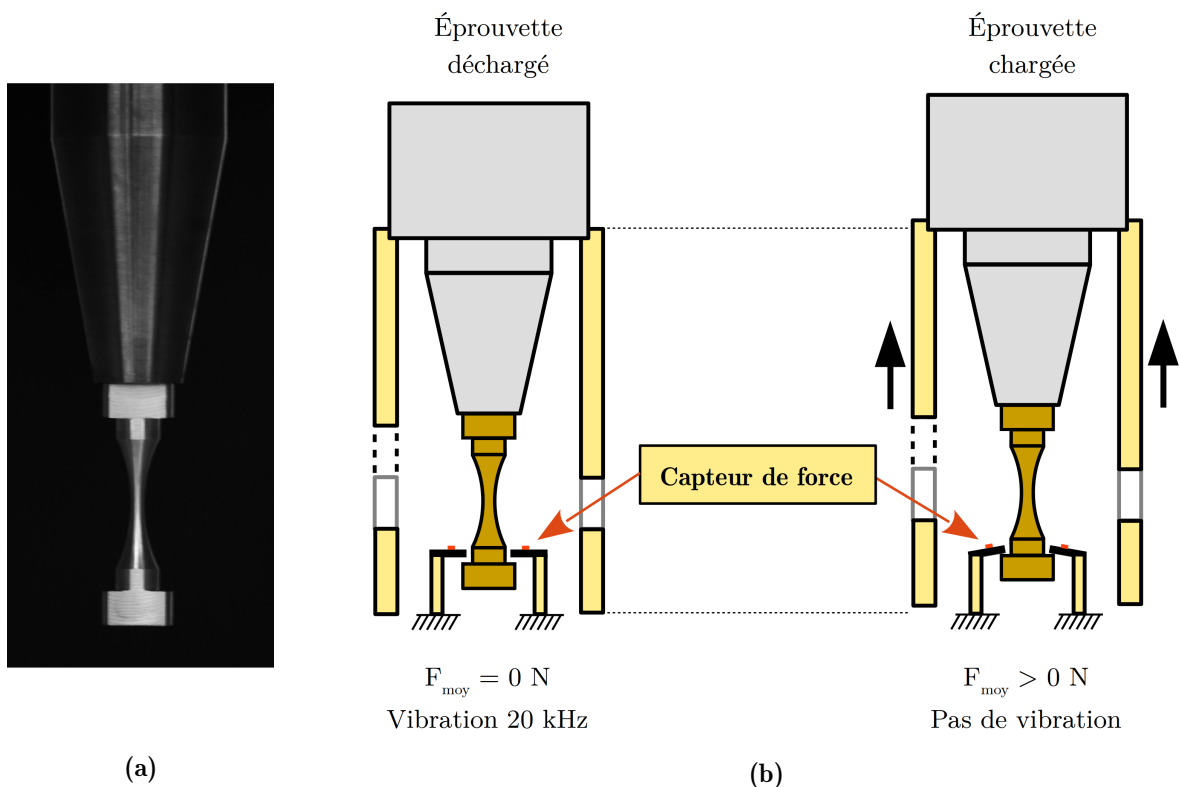 Éprouvette
déchargé
Éprouvette
chargée
Capteur de force
F_moy = 0 N
Vibration 20 kHz
F_moy > 0 N
Pas de vibration
(a)
(b)